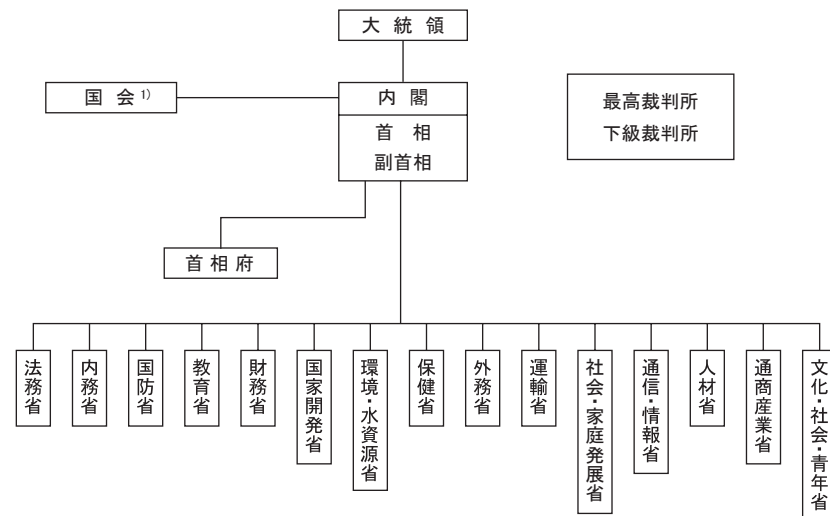 大統領
国会 1)
内閣
首相
副首相
最高裁判所
下級裁判所
首相府
法務省
内務省
国防省
教育省
財務省
国家開発省
環境・水資源省
保健省
外務省
運輸省
社会・家庭発展省
通信・情報省
人材省
通商産業省
文化・社会・青年省